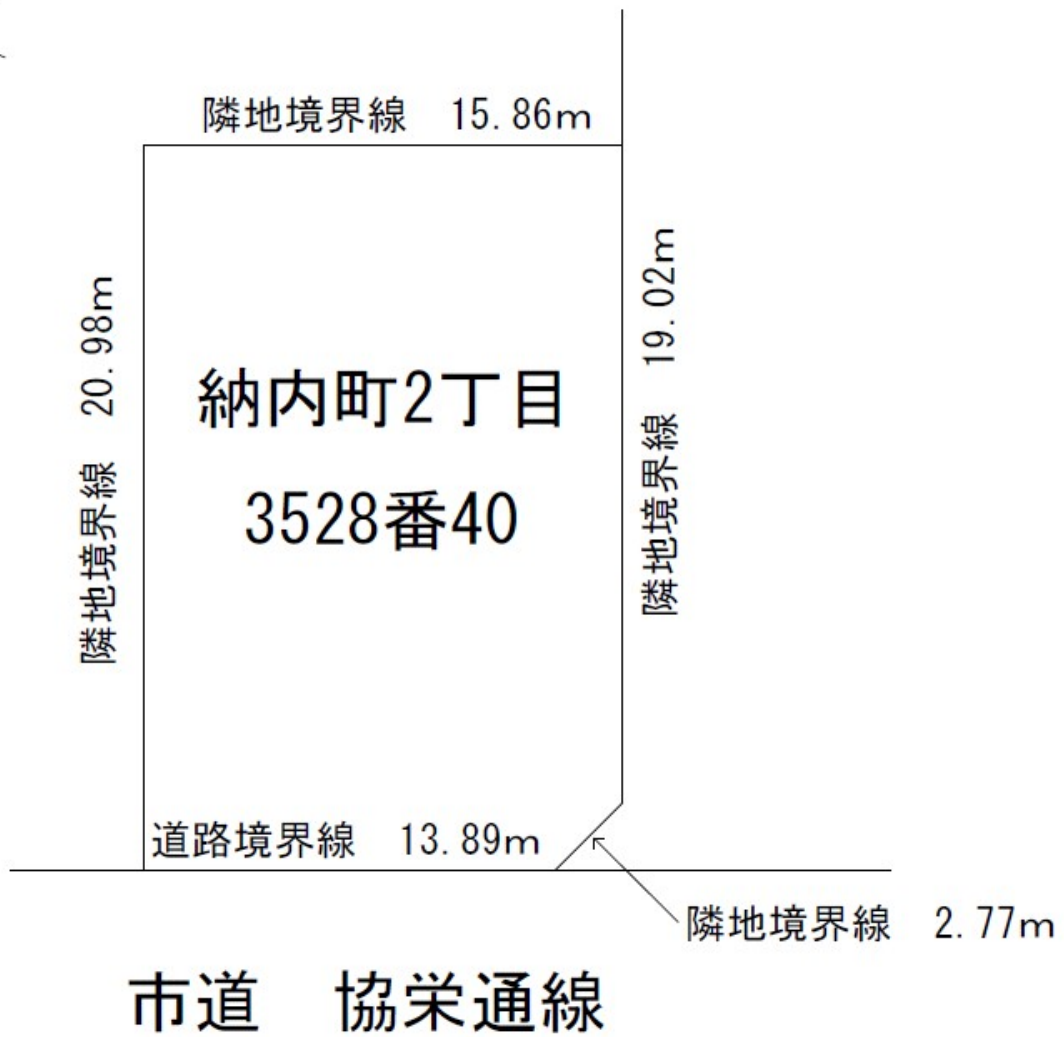 隣地境界線　15.86m
隣地境界線　20.98m
隣地境界線　19.02m
納内町2丁目
3528番40
道路境界線　13.89m
隣地境界線　2.77m
市道　協栄通線